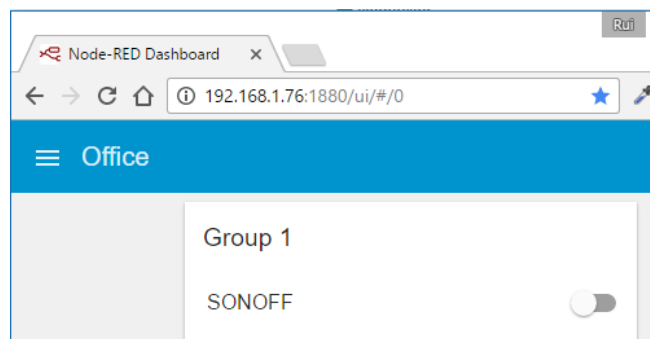 Rui
Node-RED Dashboard
192.168.1.76:1880/ui/#/0
Office
Group 1
SONOFF